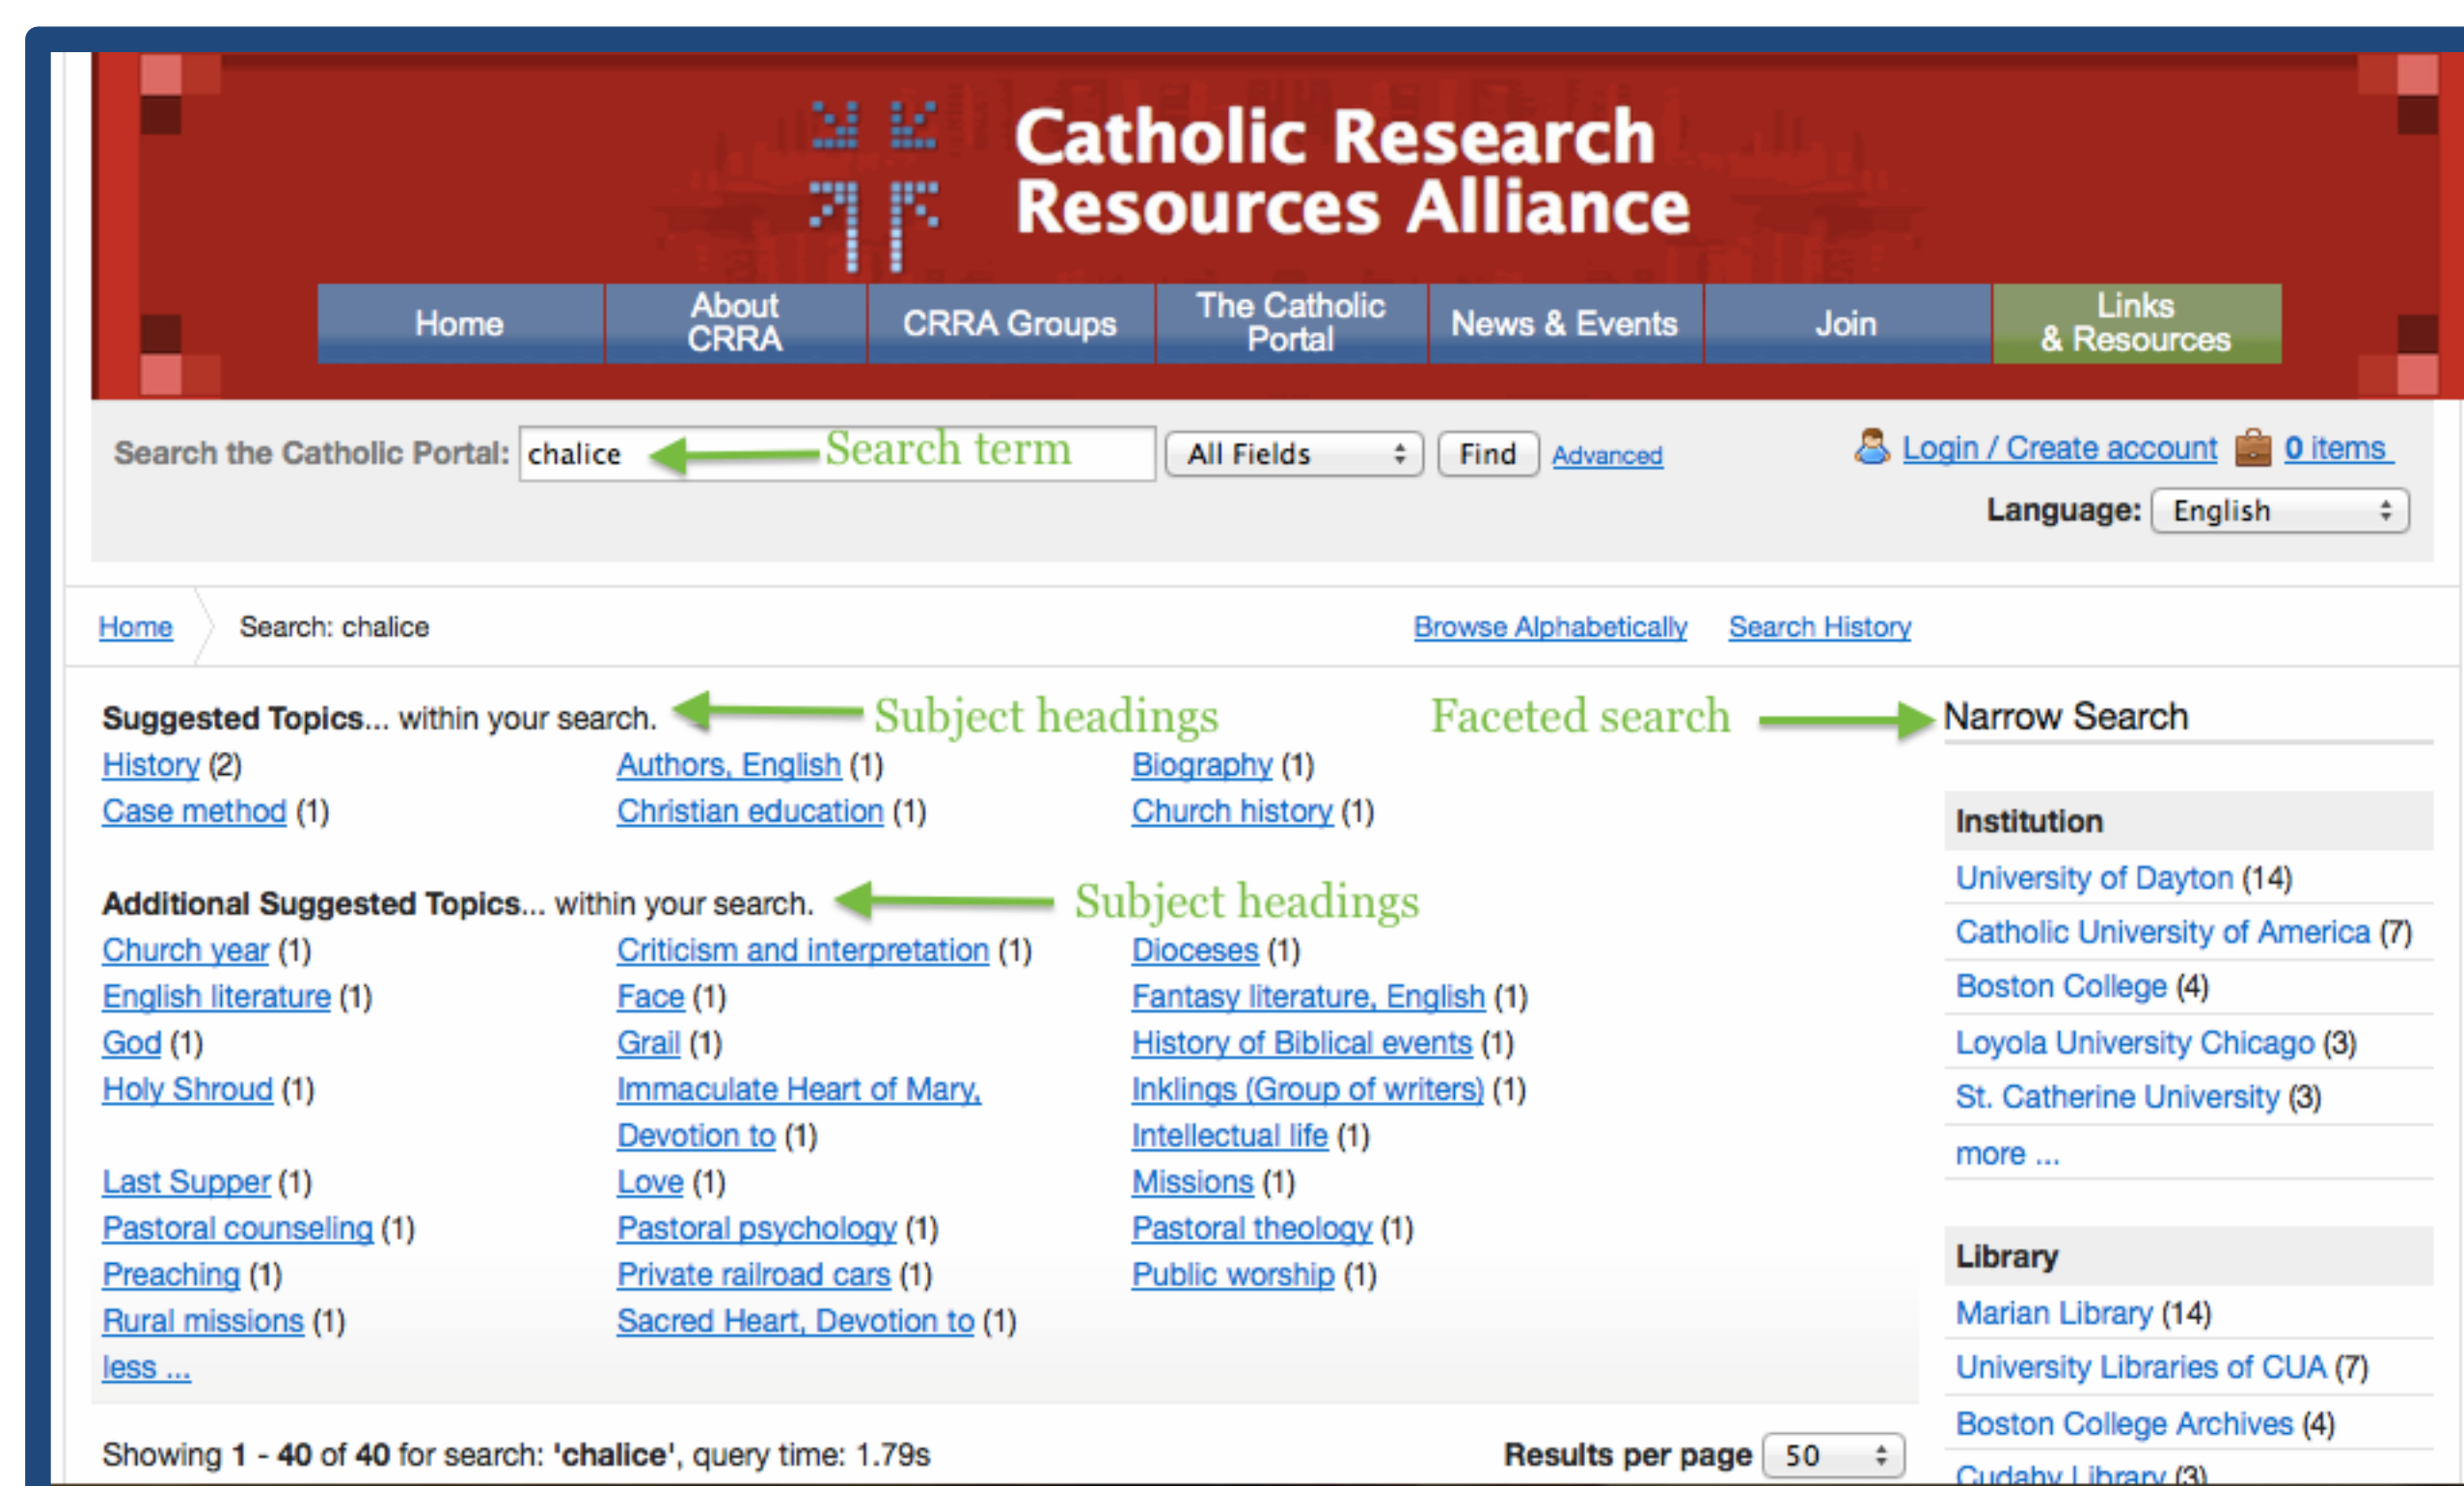 Catholic Research
Resources Alliance
Home
About
CRRA
CRRA Groups
The Catholic
Portal
News & Events
Join
Links
& Resources
Search the Catholic Portal: chalice Search term All Fields Find Advanced
Login / Create account 0 items
Language: English
Home Search: chalice Browse Alphabetically Search History
Suggested Topics... within your search. Subject headings
History (2) Authors, English (1) Biography (1)
Case method (1) Christian education (1) Church history (1)
Additional Suggested Topics... within your search. Subject headings
Church year (1) Criticism and interpretation (1) Dioceses (1)
English literature (1) Face (1) Fantasy literature, English (1)
God (1) Grail (1) History of Biblical events (1)
Holy Shroud (1) Immaculate Heart of Mary, Inklings (Group of writers) (1)
Devotion to (1) Intellectual life (1)
Last Supper (1) Love (1) Missions (1)
Pastoral counseling (1) Pastoral psychology (1) Pastoral theology (1)
Preaching (1) Private railroad cars (1) Public worship (1)
Rural missions (1) Sacred Heart, Devotion to (1)
less ...
Showing 1 - 40 of 40 for search: 'chalice', query time: 1.79s Results per page 50
Faceted search Narrow Search
Institution
University of Dayton (14)
Catholic University of America (7)
Boston College (4)
Loyola University Chicago (3)
St. Catherine University (3)
more ...
Library
Marian Library (14)
University Libraries of CUA (7)
Boston College Archives (4)
Cudahy Library (3)